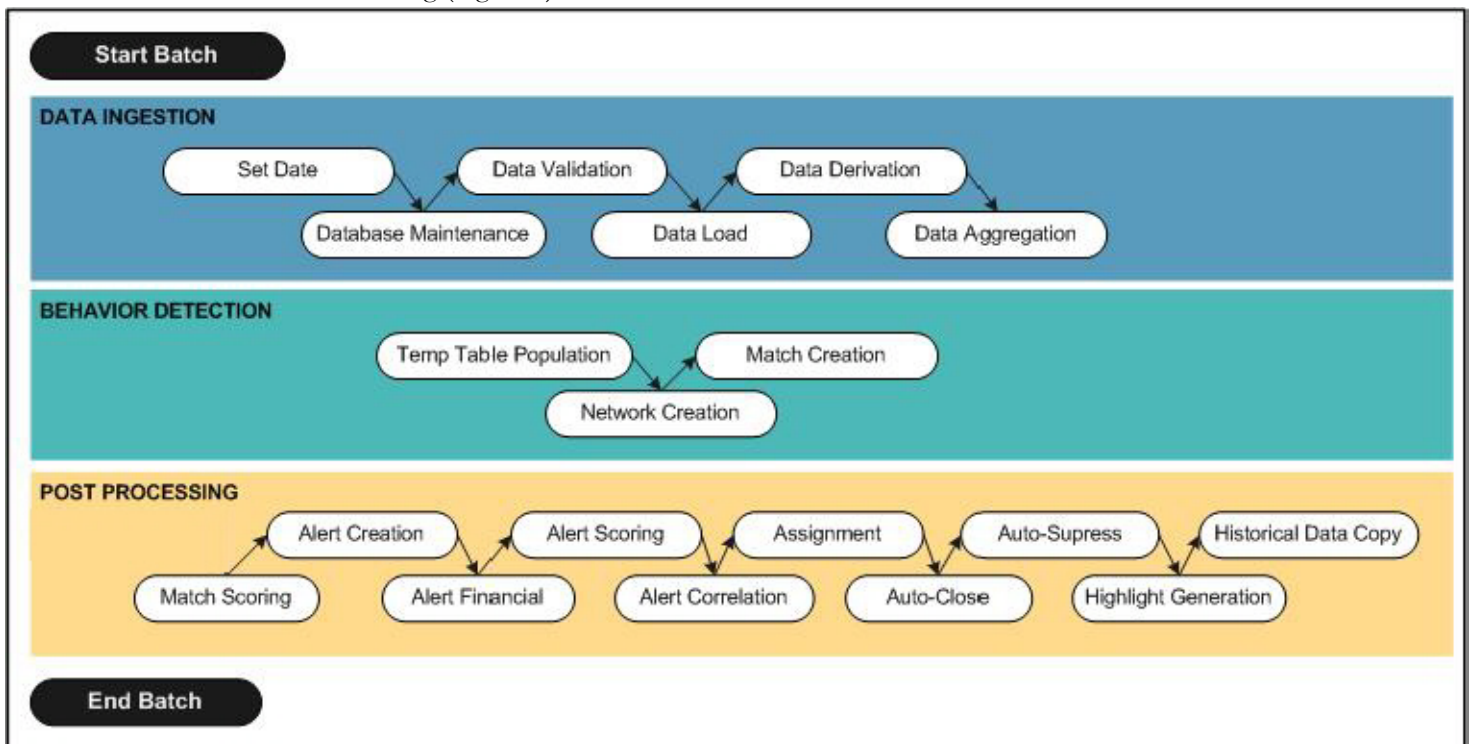 Start Batch
DATA INGESTION
Set Date
Data Validation
Data Derivation
Database Maintenance
Data Load
Data Aggregation
BEHAVIOR DETECTION
Temp Table Population
Match Creation
Network Creation
POST PROCESSING
Alert Creation
Alert Scoring
Assignment
Auto-Supress
Historical Data Copy
Match Scoring
Alert Financial
Alert Correlation
Auto-Close
Highlight Generation
End Batch